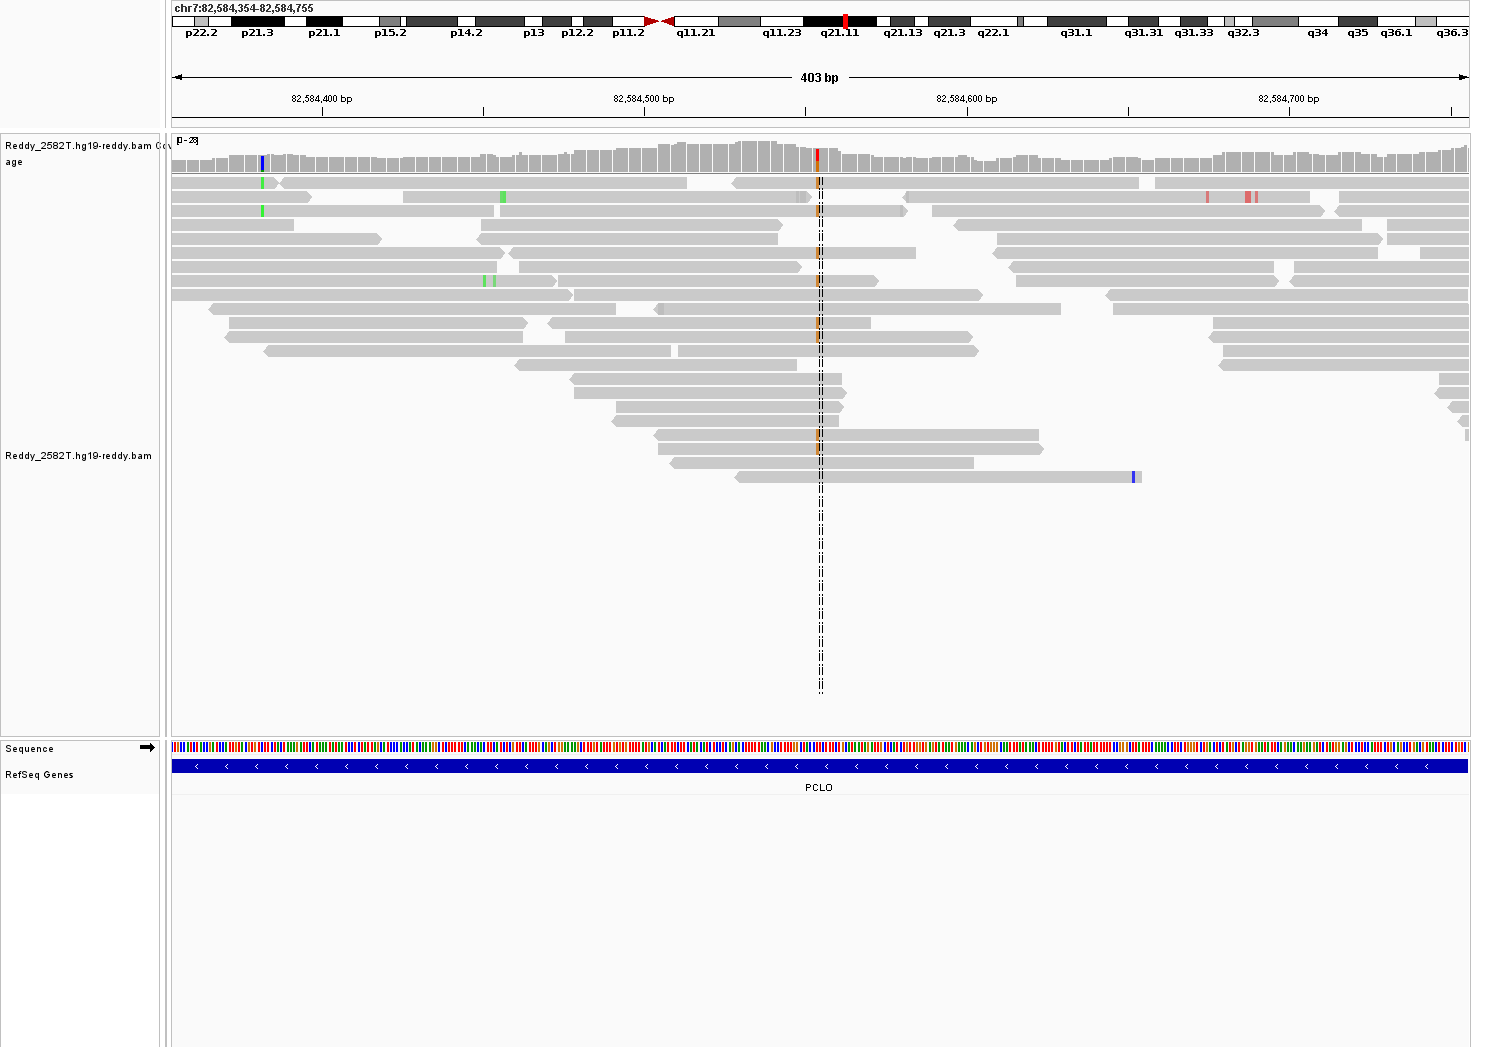 chr7:82,584,354-82,584,755
p22.2 p21.3 p21.1 p15.2 p14.2 p13 p12.2 p11.2 q11.21 q11.23 q21.11 q21.13 q21.3 q22.1 q31.1 q31.31 q31.33 q32.3 q34 q35 q36.1 q36.3
403 bp
82,584,400 bp 82,584,500 bp 82,584,600 bp 82,584,700 bp
Reddy_2582T.hg19-reddy.bam Cov
age
[0 - 28]
Reddy_2582T.hg19-reddy.bam
Sequence
RefSeq Genes
PCLO